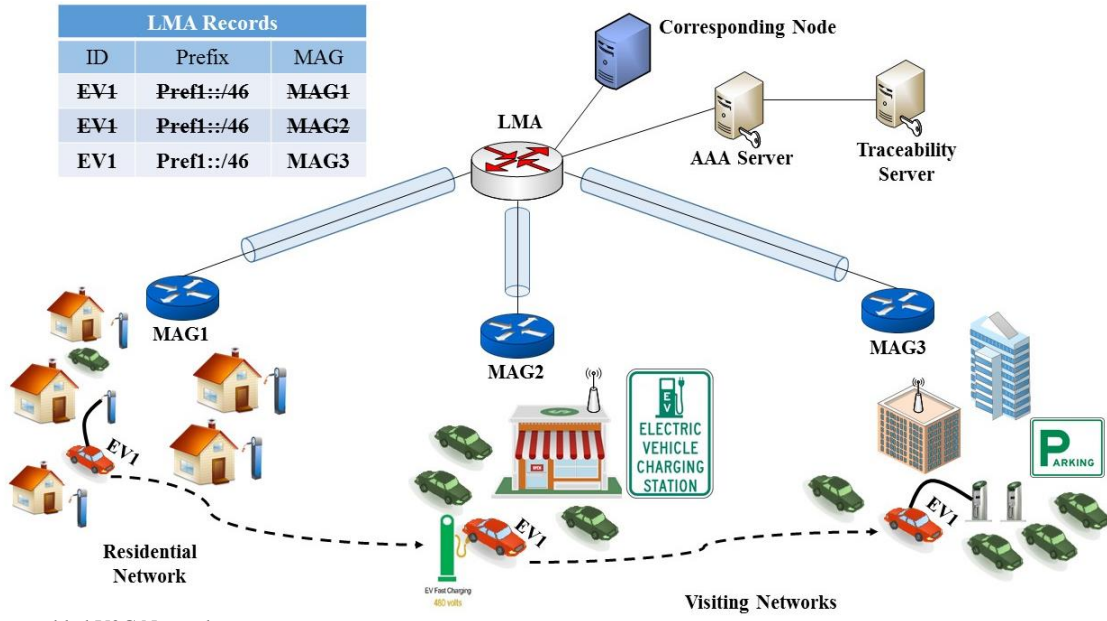 LMA Records
ID Prefix MAG
EV1 Pref1::/46 MAG1
EV1 Pref1::/46 MAG2
EV1 Pref1::/46 MAG3
Corresponding Node
LMA
AAA Server
Traceability
Server
MAG1
MAG2
MAG3
EV
ELECTRIC
VEHICLE
CHARGING
STATION
OPEN
P
ARKING
EV1
EV1
EV1
Residential
Network
EV Fast Charging
480 volts
Visiting Networks